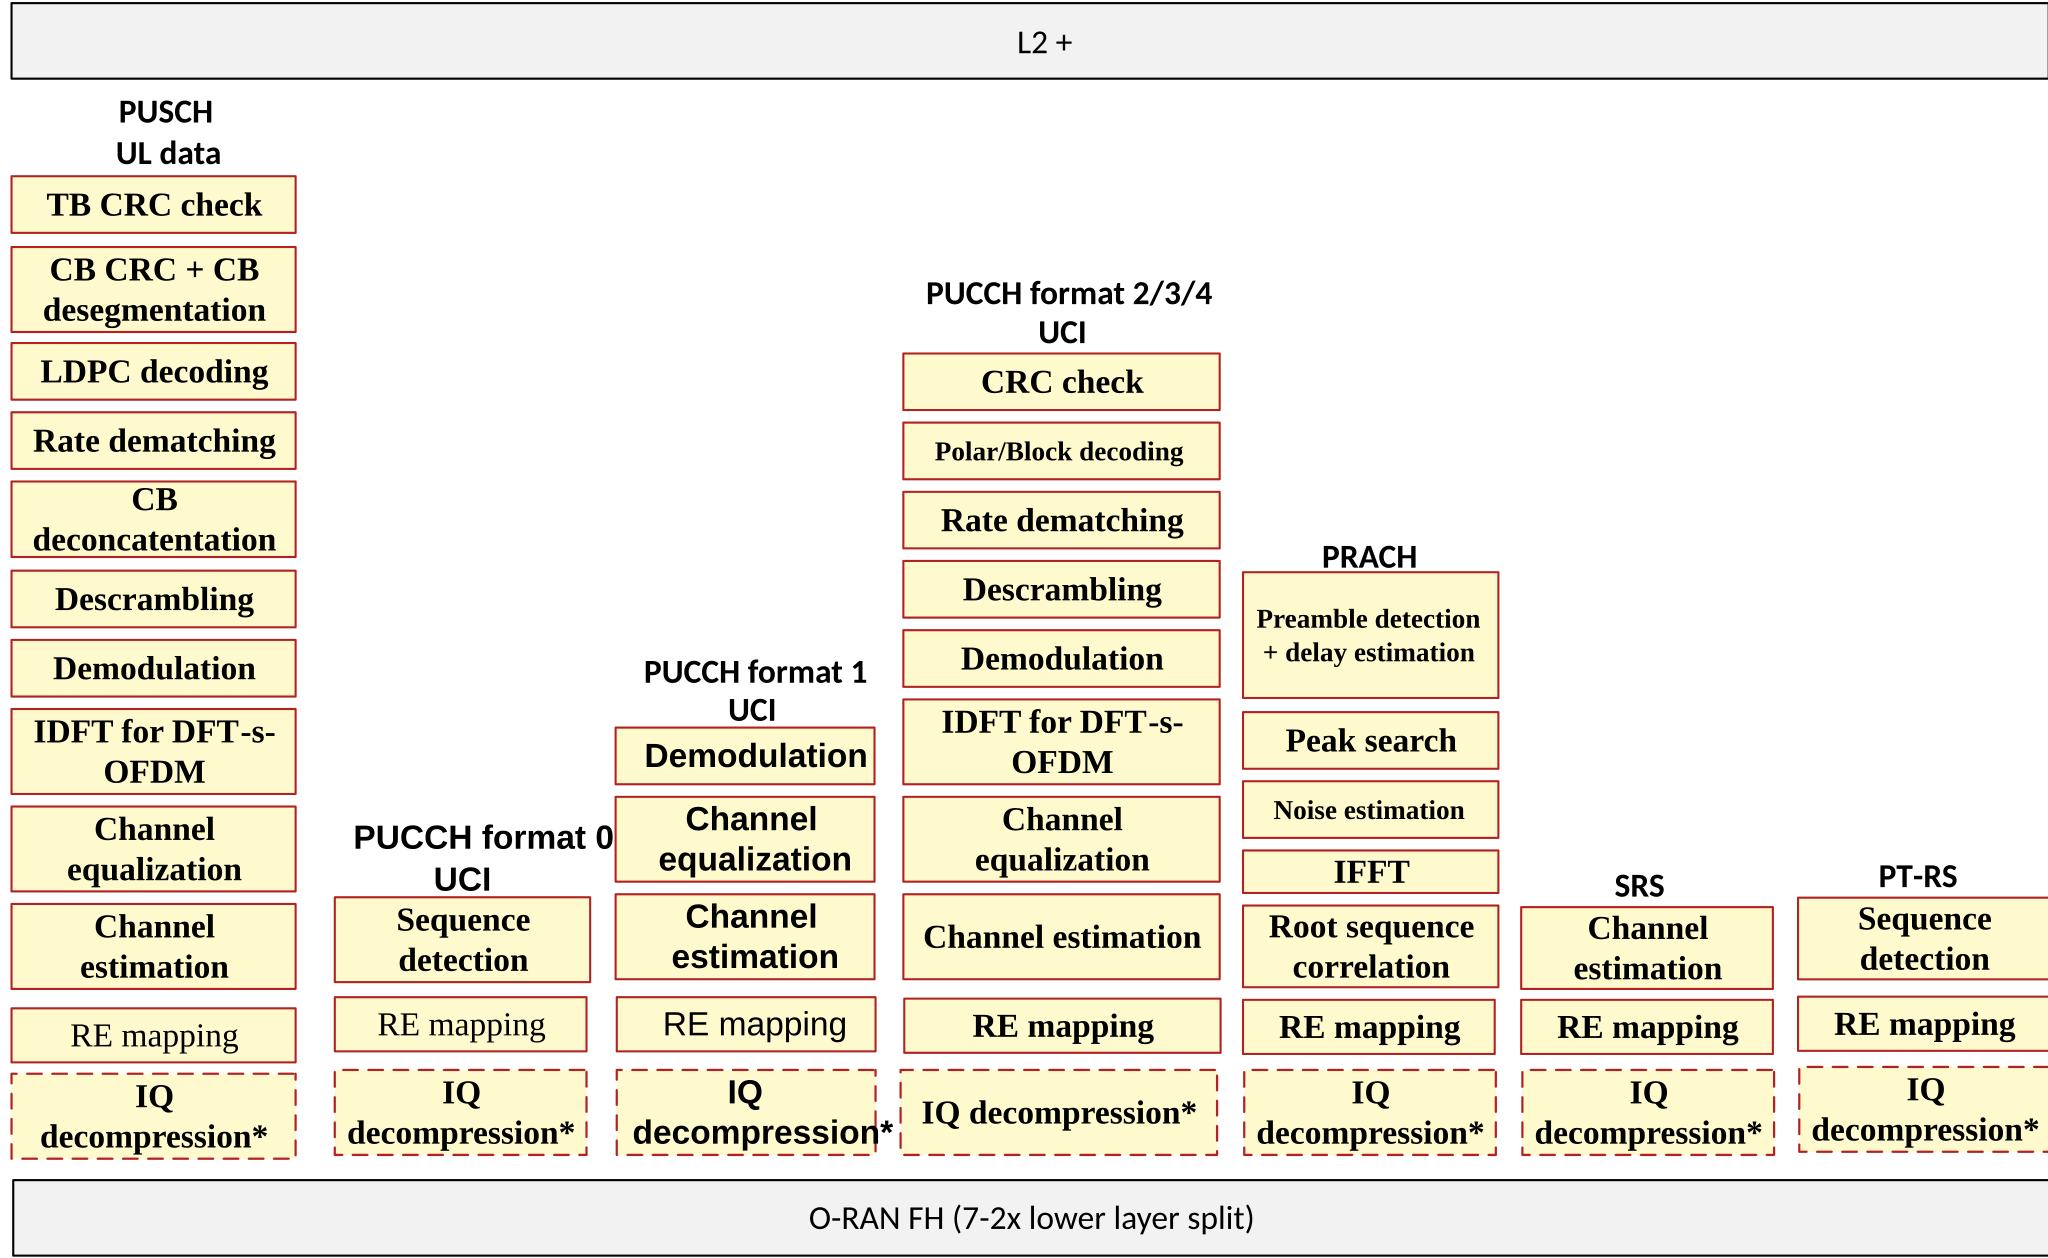 L2 +
PUSCH
UL data
TB CRC check
CB CRC + CB
desegmentation
LDPC decoding
Rate dematching
CB
deconcatentation
Descrambling
Demodulation
IDFT for DFT-s-
OFDM
Channel
equalization
Channel
estimation
RE mapping
IQ
decompression*
PUCCH format 0
UCI
Sequence
detection
RE mapping
IQ
decompression*
PUCCH format 1
UCI
Demodulation
Channel
equalization
Channel
estimation
RE mapping
IQ
decompression*
PUCCH format 2/3/4
UCI
CRC check
Polar/Block decoding
Rate dematching
Descrambling
Demodulation
IDFT for DFT-s-
OFDM
Channel
equalization
Channel estimation
RE mapping
IQ decompression*
PRACH
Preamble detection
+ delay estimation
Peak search
Noise estimation
IFFT
Root sequence
correlation
RE mapping
IQ
decompression*
SRS
Channel
estimation
RE mapping
IQ
decompression*
PT-RS
Sequence
detection
RE mapping
IQ
decompression*
O-RAN FH (7-2x lower layer split)